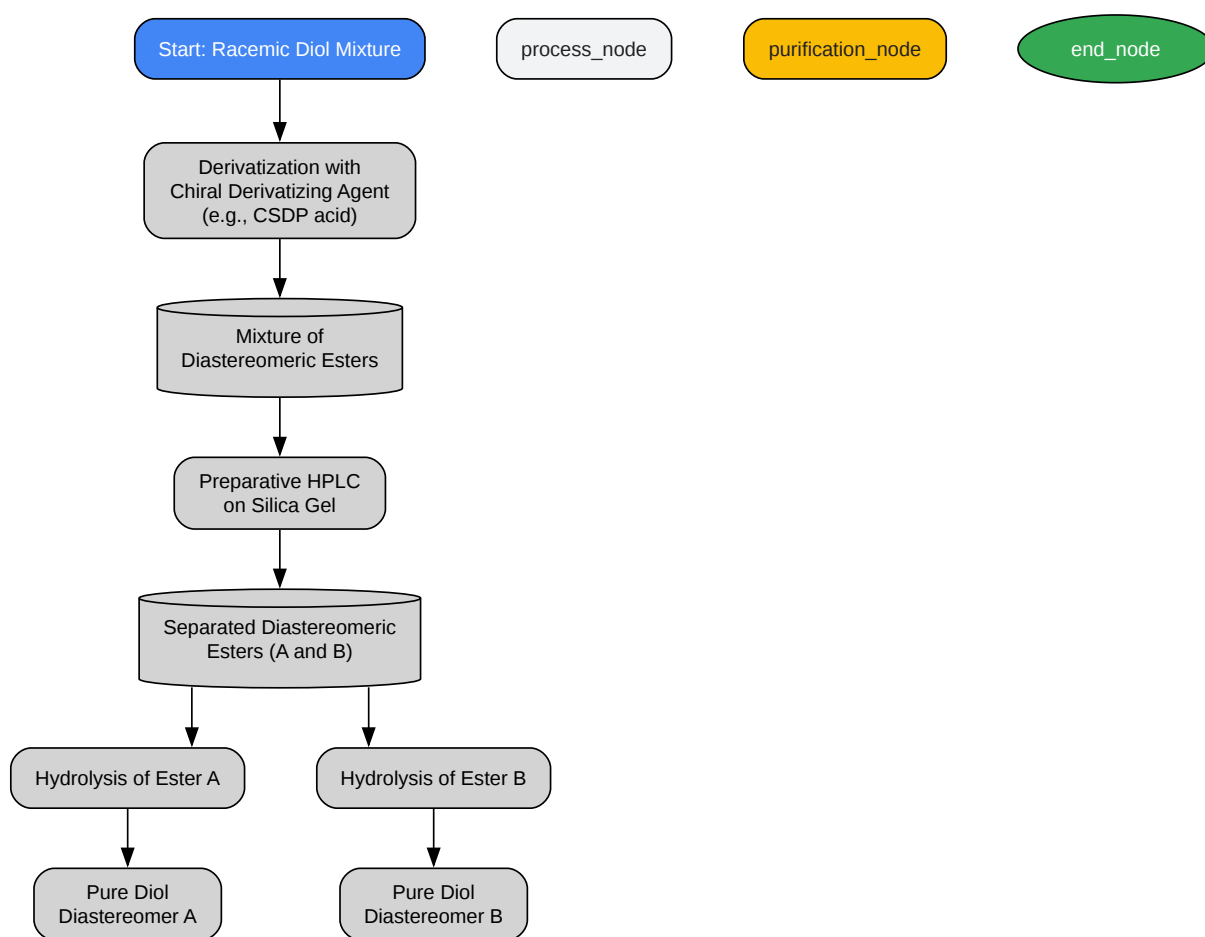 Start: Racemic Diol Mixture
process_node
purification_node
end_node
Derivatization with
Chiral Derivatizing Agent
(e.g., CSDP acid)
Mixture of
Diastereomeric Esters
Preparative HPLC
on Silica Gel
Separated Diastereomeric
Esters (A and B)
Hydrolysis of Ester A
Hydrolysis of Ester B
Pure Diol
Diastereomer A
Pure Diol
Diastereomer B